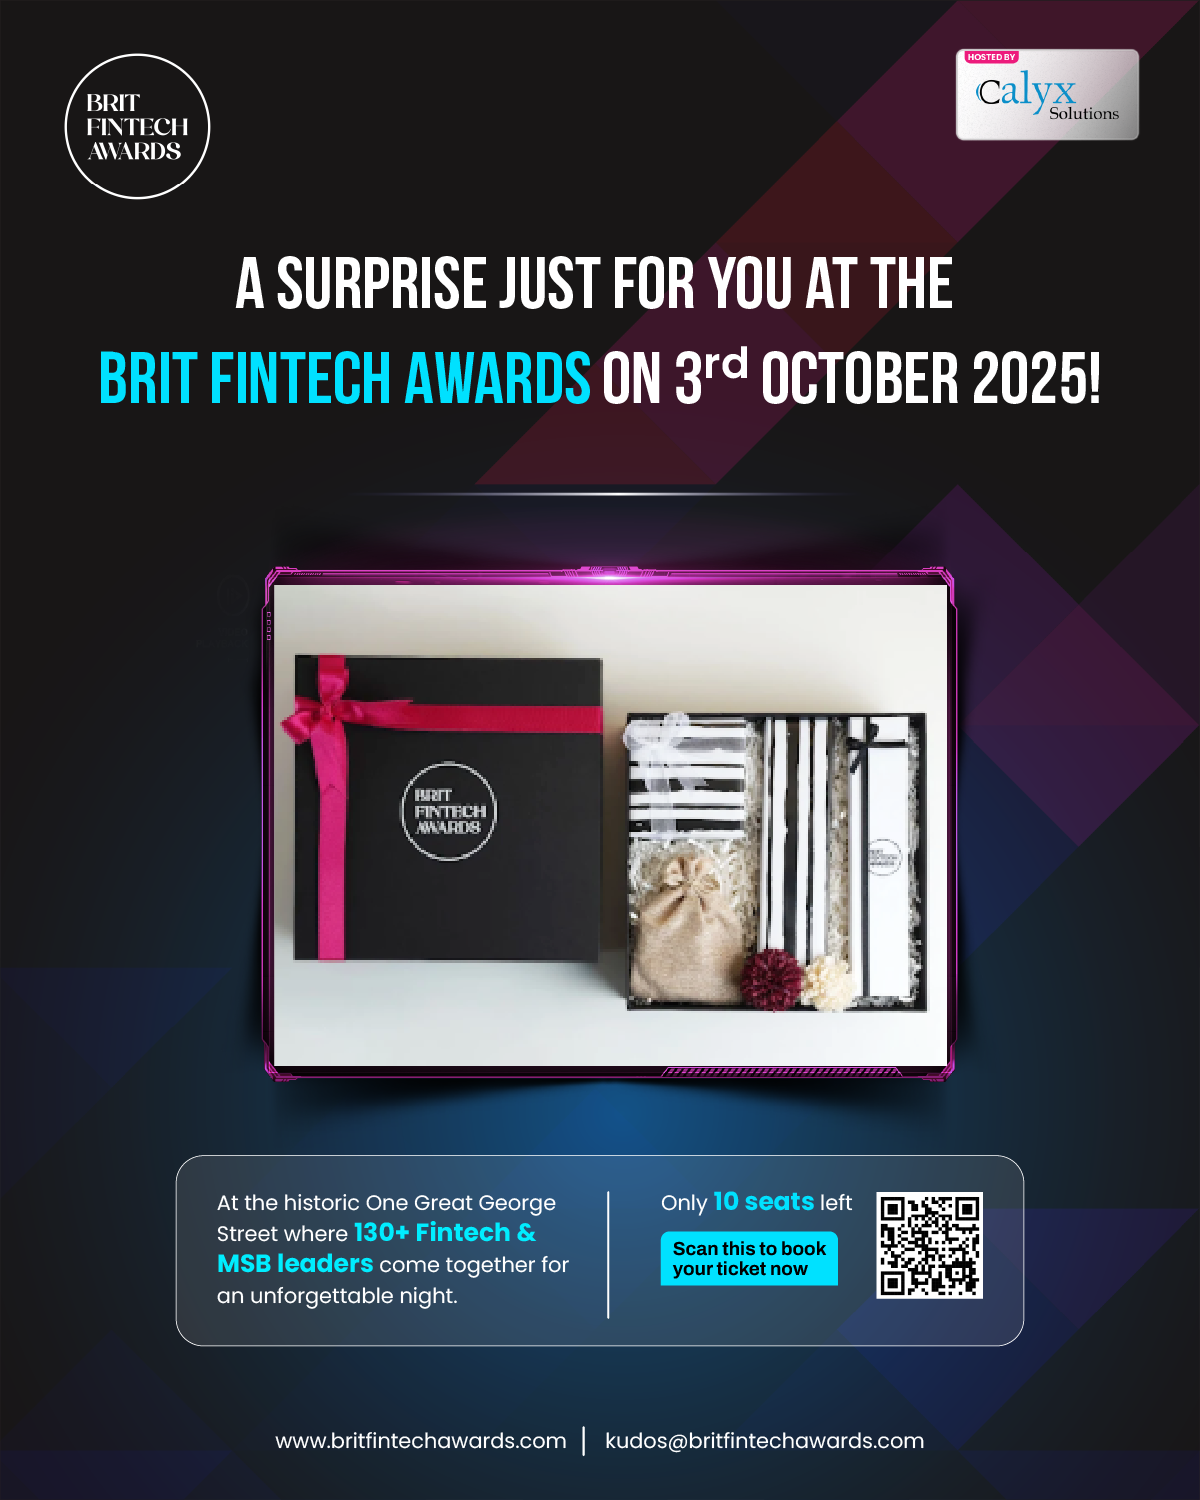 BRIT
FINTECH
AWARDS
HOSTED BY
Calyx
Solutions
A SURPRISE JUST FOR YOU AT THE
BRIT FINTECH AWARDS ON 3rd OCTOBER 2025!
BRIT
FINTECH
AWARDS
BRIT
FINTECH
AWARDS
At the historic One Great George
Street where 130+ Fintech &
MSB leaders come together for
an unforgettable night.
Only 10 seats left
Scan this to book
your ticket now
www.britfintechawards.com
kudos@britfintechawards.com